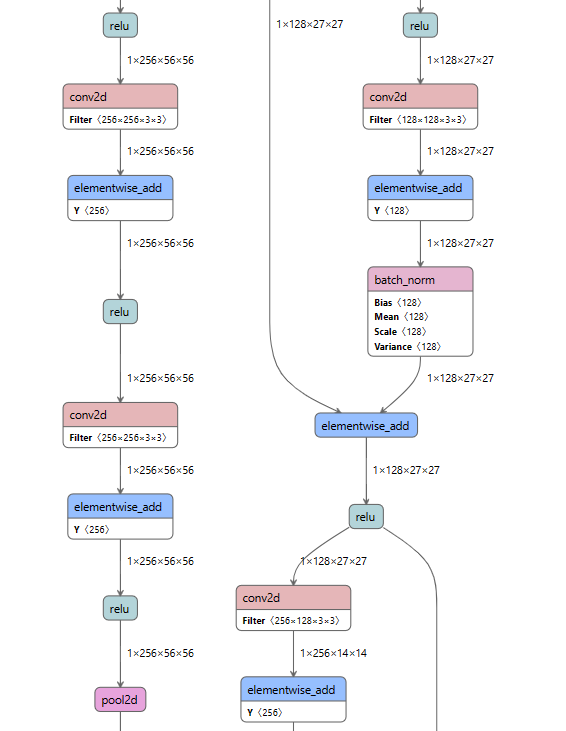 relu
1×256×56×56
conv2d
Filter 〈256×256×3×3〉
1×256×56×56
elementwise_add
Y 〈256〉
1×256×56×56
relu
1×256×56×56
conv2d
Filter 〈256×256×3×3〉
1×256×56×56
elementwise_add
Y 〈256〉
1×256×56×56
relu
1×256×56×56
pool2d
1×128×27×27
relu
1×128×27×27
conv2d
Filter 〈128×128×3×3〉
1×128×27×27
elementwise_add
Y 〈128〉
1×128×27×27
batch_norm
Bias 〈128〉
Mean 〈128〉
Scale 〈128〉
Variance 〈128〉
1×128×27×27
elementwise_add
1×128×27×27
relu
1×128×27×27
conv2d
Filter 〈256×128×3×3〉
1×256×14×14
elementwise_add
Y 〈256〉